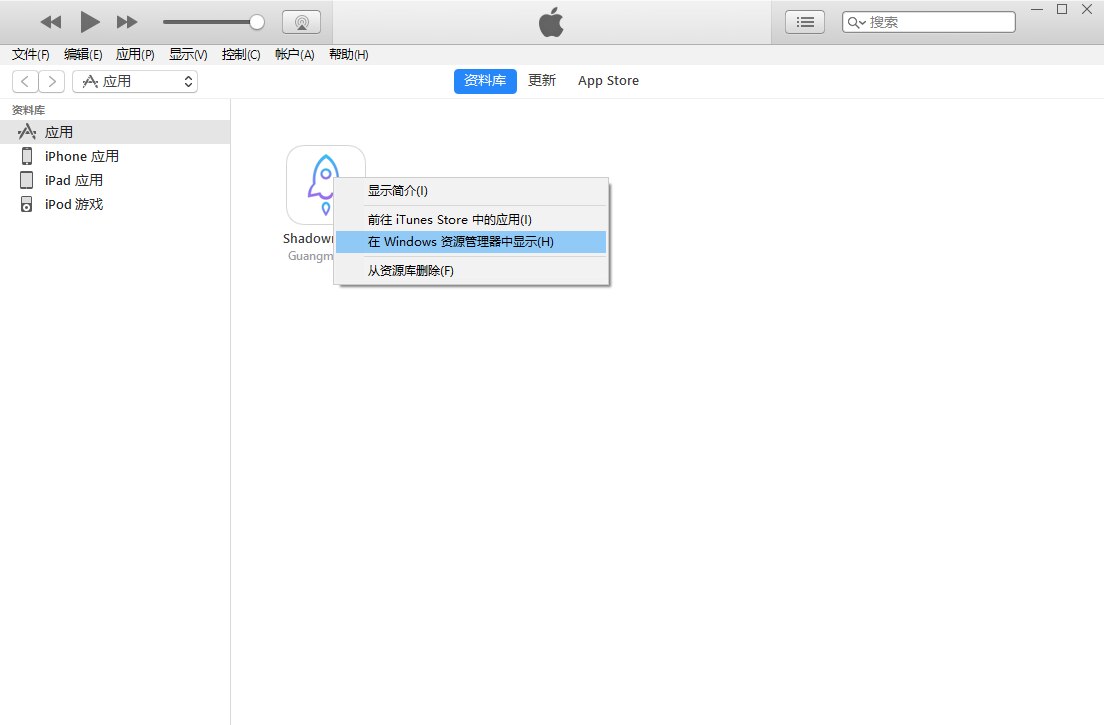 搜索
文件(F) 编辑(E) 应用(P) 显示(V) 控制(C) 帐户(A) 帮助(H)
应用
资料库 更新 App Store
资料库
应用
iPhone 应用
iPad 应用
iPod 游戏
Shadow
Guangm
显示简介(I)
前往 iTunes Store 中的应用(I)
在 Windows 资源管理器中显示(H)
从资源库删除(F)